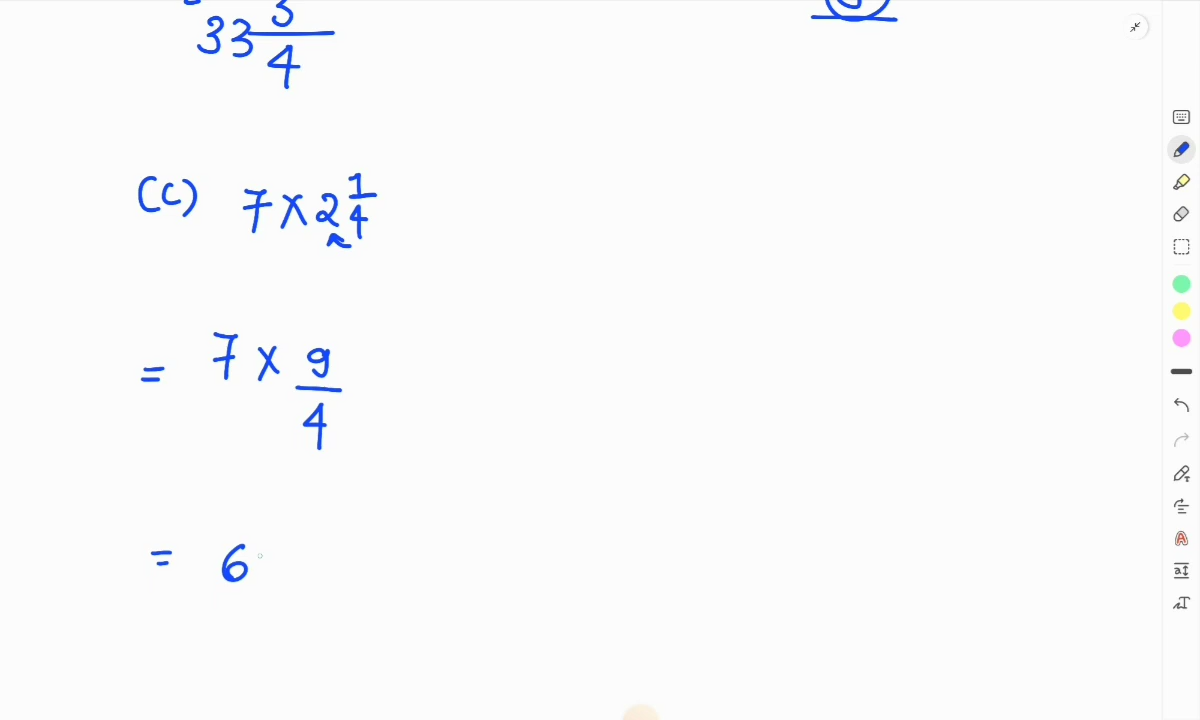 33 3/4
(C) 7 × 2 1/4
= 7 × 9/4
= 6